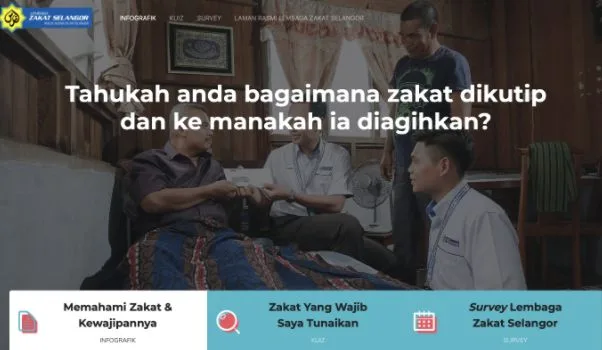 LEMBAGA
ZAKAT SELANGOR
INFOGRAFIK KUIZ SURVEY LAMAN RASMI LEMBAGA ZAKAT SELANGOR
Tahukah anda bagaimana zakat dikutip
dan ke manakah ia diagihkan?
Memahami Zakat &
Kewajipannya
INFOGRAFIK
Zakat Yang Wajib
Saya Tunaikan
KUIZ
Survey Lembaga
Zakat Selangor
SURVEY